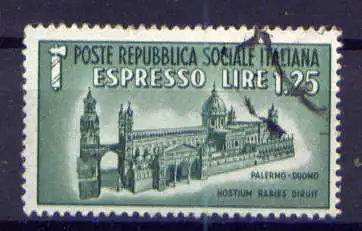 POSTE REPUBBLICA SOCIALE ITALIANA
ESPRESSO LIRE 1.25
PALERMO-DUOMO
HOSTIUM RABIES DIRUIT